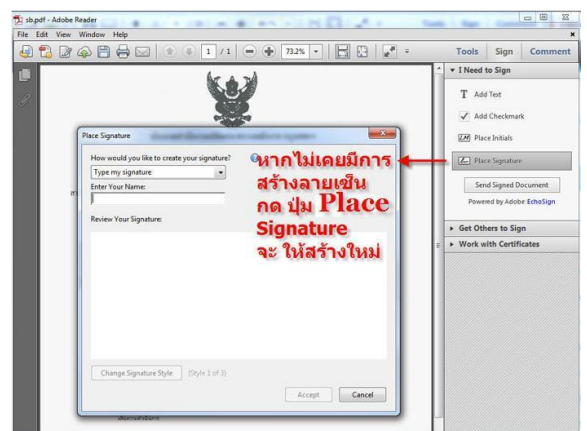 sb.pdf - Adobe Reader
File Edit View Window Help
1 / 1 73.2% Tools Sign Comment
I Need to Sign
T Add Text
Add Checkmark
Place Initials
Place Signature
Send Signed Document
Powered by Adobe EchoSign
Get Others to Sign
Work with Certificates
Place Signature
How would you like to create your signature?
Type my signature
Enter Your Name:
Review Your Signature:
Change Signature Style (Style 1 of 3)
Accept Cancel
หากไม่เคยมีการ
สร้างลายเซ็น
กด ปุ่ม Place
Signature
จะ ให้สร้างใหม่